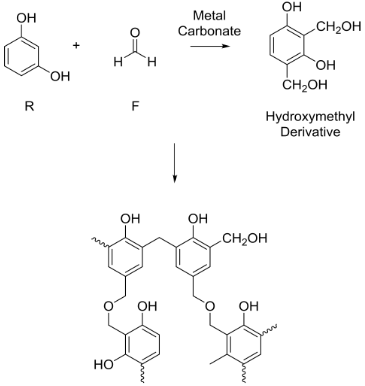 OH
OH
R
+
O
H H
F
Metal
Carbonate
OH
CH2OH
OH
CH2OH
Hydroxymethyl
Derivative
OH OH
CH2OH
O OH O OH
HO